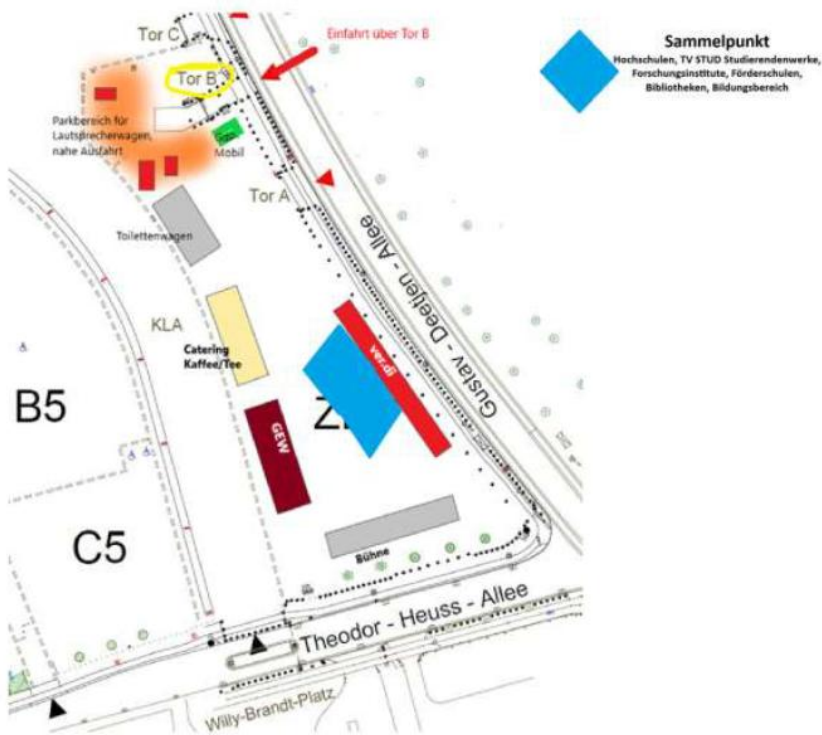 Tor C
Einfahrt über Tor B
Sammelpunkt
Hochschulen, TV STUD Studierendenwerke,
Forschungsinstitute, Förderschulen,
Bibliotheken, Bildungsbereich
Tor B
Parkbereich für
Lautsprecherwagen,
nahe Ausfahrt
Mobil
Tor A
Toilettenwagen
Gustav - Deetjen - Allee
KLA
Catering
Kaffee/Tee
ver.di
B5
GEW
C5
Bühne
Theodor - Heuss - Allee
Willy-Brandt-Platz